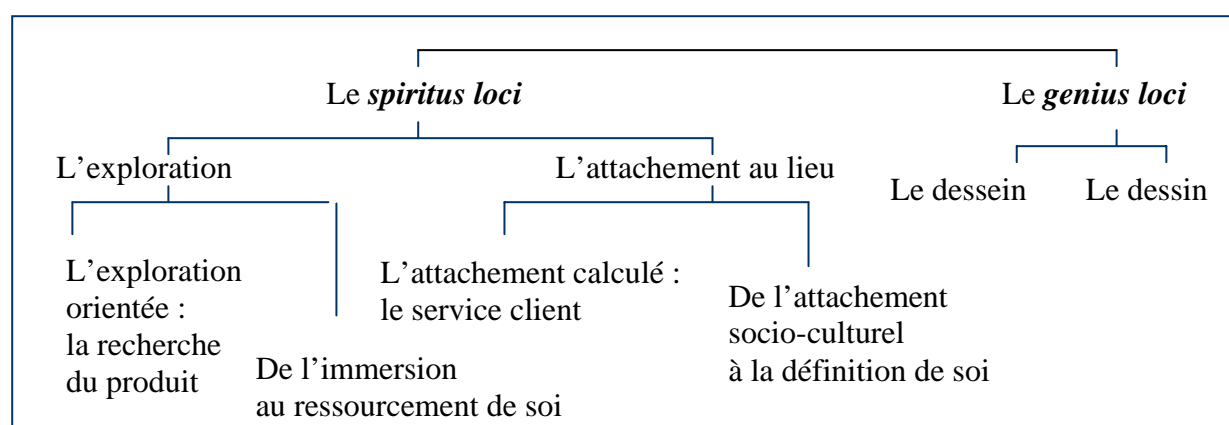 Le spiritus loci
Le genius loci
L’exploration
L’attachement au lieu
Le dessein
Le dessin
L’exploration
orientée :
la recherche
du produit
De l’immersion
au ressourcement de soi
L’attachement calculé :
le service client
De l’attachement
socio-culturel
à la définition de soi